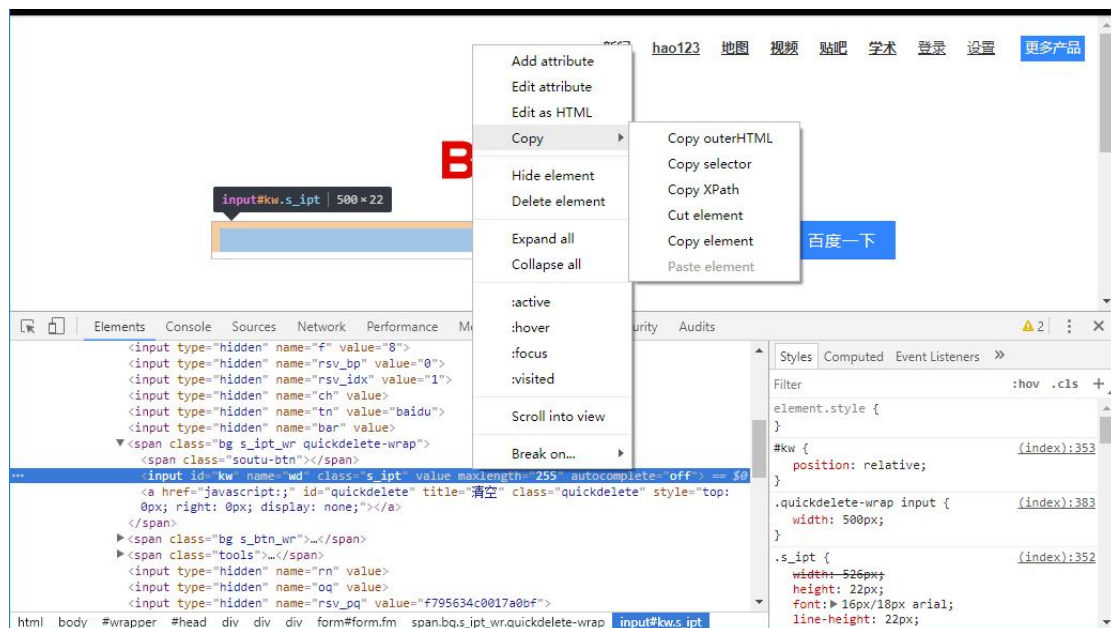 hao123 地图 视频 贴吧 学术 登录 设置 更多产品
Add attribute
Edit attribute
Edit as HTML
Copy
Hide element
Delete element
Expand all
Collapse all
:active
:hover
:focus
:visited
Scroll into view
Break on...
Copy outerHTML
Copy selector
Copy XPath
Cut element
Copy element
Paste element
B
input#kw.s_ipt | 500×22
百度一下
Elements Console Sources Network Performance M urity Audits 2
<input type="hidden" name="f" value="8">
<input type="hidden" name="rsv_bp" value="0">
<input type="hidden" name="rsv_idx" value="1">
<input type="hidden" name="ch" value>
<input type="hidden" name="tn" value="baidu">
<input type="hidden" name="bar" value>
▼<span class="bg s_ipt_wr quickdelete-wrap">
<span class="soutu-btn"></span>
... <input id="kw" name="wd" class="s_ipt" value maxlength="255" autocomplete="off"> == $0
<a href="javascript:;" id="quickdelete" title="清空" class="quickdelete" style="top:
0px; right: 0px; display: none;"></a>
</span>
▶<span class="bg s_btn_wr">…</span>
▶<span class="tools">…</span>
<input type="hidden" name="rn" value>
<input type="hidden" name="oq" value>
<input type="hidden" name="rsv_pq" value="f795634c0017a0bf">
html body #wrapper #head div div div form#form.fm span.bg.s_ipt_wr.quickdelete-wrap input#kw.s_ipt
Styles Computed Event Listeners »
Filter :hov .cls +
element.style {
}
#kw { (index):353
position: relative;
}
.quickdelete-wrap input { (index):383
width: 500px;
}
.s_ipt { (index):352
width: 526px;
height: 22px;
font:▶16px/18px arial;
line-height: 22px;